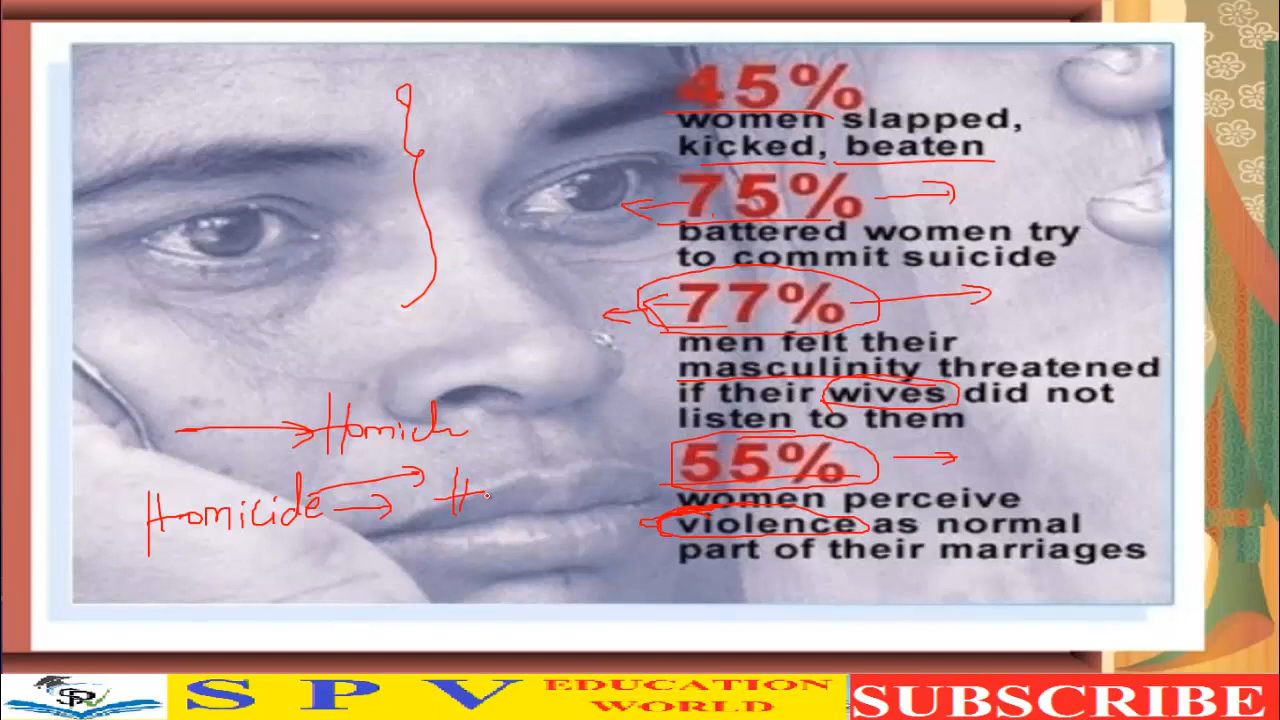 45%
women slapped,
kicked, beaten
75%
battered women try
to commit suicide
77%
men felt their
masculinity threatened
if their wives did not
listen to them
55%
women perceive
violence as normal
part of their marriages
Homicide
H
SPV EDUCATION
WORLD
SUBSCRIBE